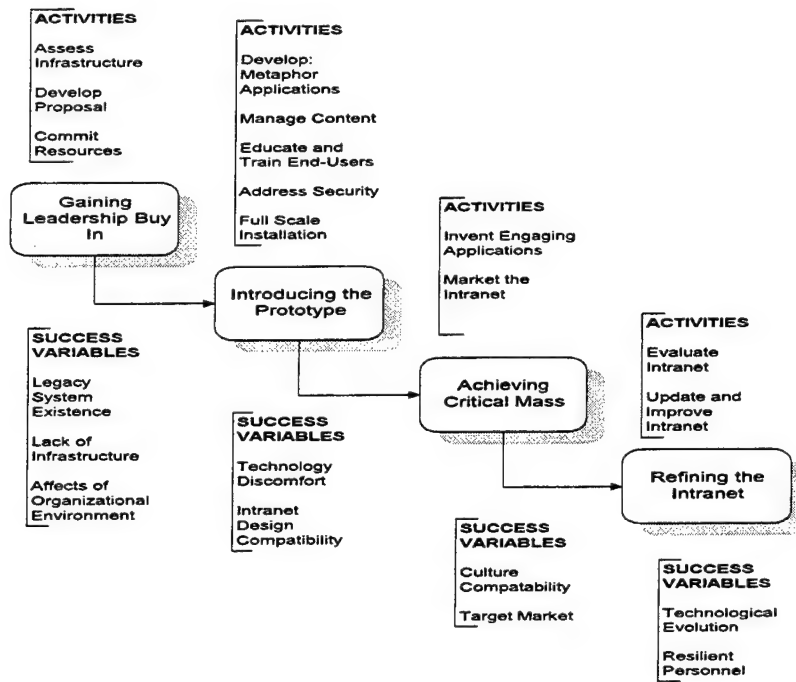 ACTIVITIES
Assess
Infrastructure
Develop
Proposal
Commit
Resources
Gaining
Leadership Buy
In
SUCCESS
VARIABLES
Legacy
System
Existence
Lack of
Infrastructure
Affects of
Organizational
Environment
ACTIVITIES
Develop:
Metaphor
Applications
Manage Content
Educate and
Train End-Users
Address Security
Full Scale
Installation
Introducing the
Prototype
SUCCESS
VARIABLES
Technology
Discomfort
Intranet
Design
Compatibility
ACTIVITIES
Invent Engaging
Applications
Market the
Intranet
Achieving
Critical Mass
SUCCESS
VARIABLES
Culture
Compatability
Target Market
ACTIVITIES
Evaluate
Intranet
Update and
Improve
Intranet
Refining the
Intranet
SUCCESS
VARIABLES
Technological
Evolution
Resilient
Personnel